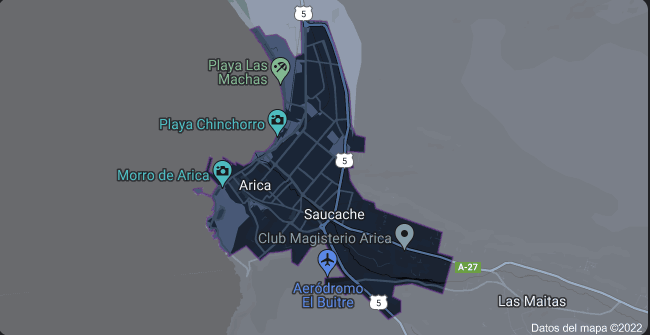 5
Playa Las
Machas
Playa Chinchorro
5
Morro de Arica
Arica
Saucache
Club Magisterio Arica
A-27
Aeródromo
El Buitre
5
Las Maitas
Datos del mapa ©2022